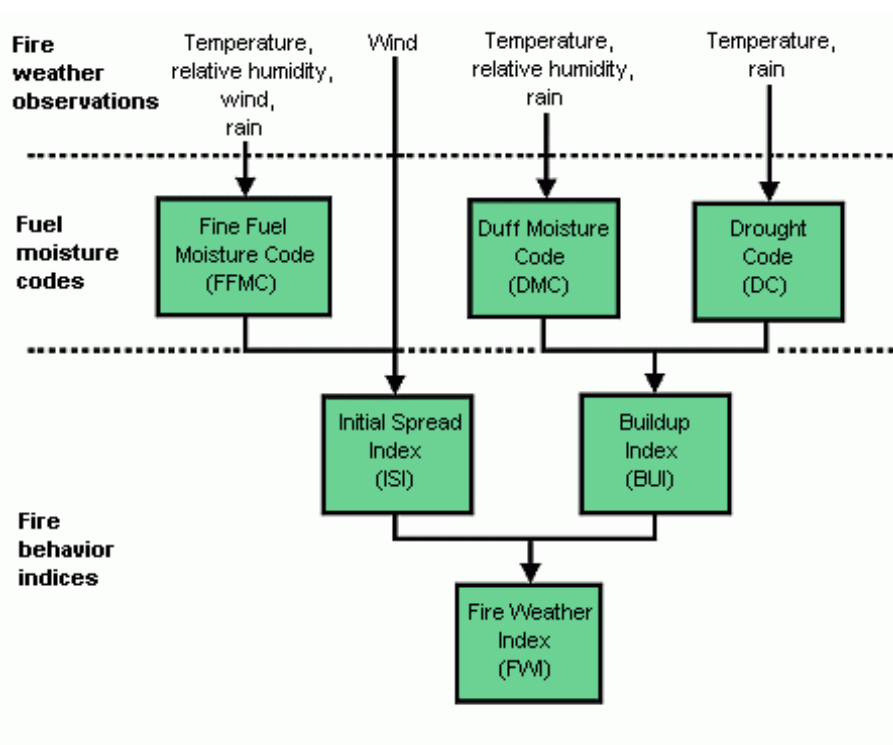 Fire
weather
observations
Temperature,
relative humidity,
wind,
rain
Wind
Temperature,
relative humidity,
rain
Temperature,
rain
Fuel
moisture
codes
Fine Fuel
Moisture Code
(FFMC)
Duff Moisture
Code
(DMC)
Drought
Code
(DC)
Fire
behavior
indices
Initial Spread
Index
(ISI)
Buildup
Index
(BUI)
Fire Weather
Index
(FWI)